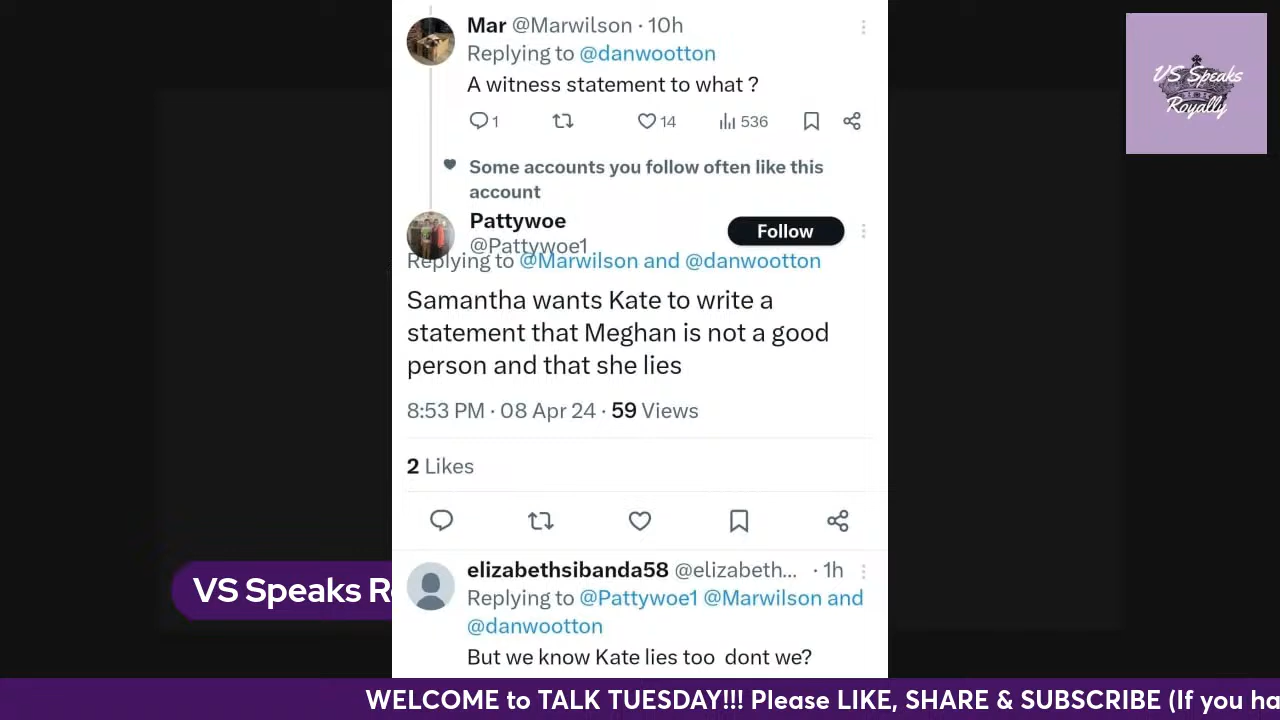 Mar @Marwilson · 10h
Replying to @danwootton
A witness statement to what ?
1 14 536
Some accounts you follow often like this
account
Pattywoe
Follow
@Pattywoe1
Replying to @Marwilson and @danwootton
Samantha wants Kate to write a
statement that Meghan is not a good
person and that she lies
8:53 PM · 08 Apr 24 · 59 Views
2 Likes
elizabethsibanda58 @elizabeth... · 1h
Replying to @Pattywoe1 @Marwilson and
@danwootton
But we know Kate lies too dont we?
VS Speaks
Royally
VS Speaks R
WELCOME to TALK TUESDAY!!! Please LIKE, SHARE & SUBSCRIBE (If you ha